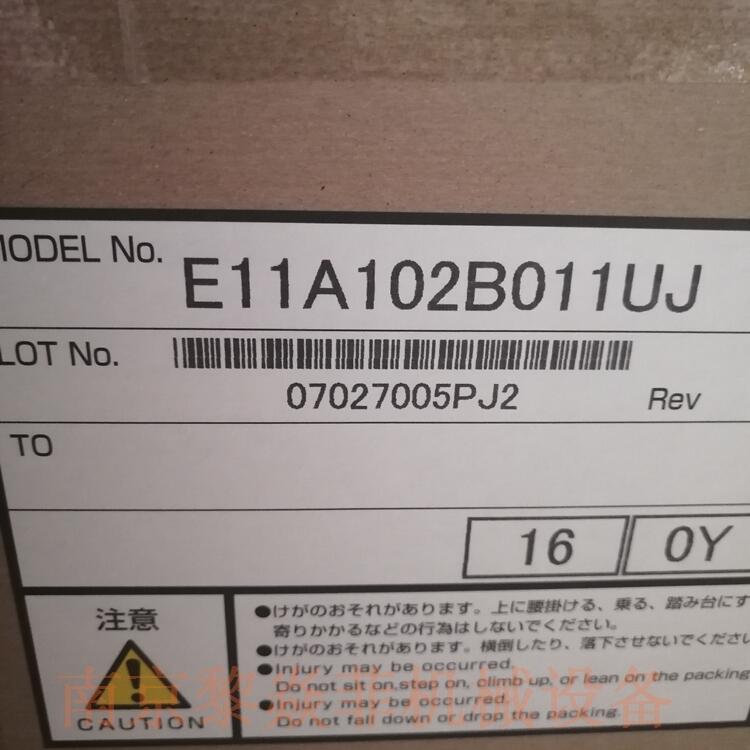 MODEL No. E11A102B011UJ
LOT No.
07027005PJ2 Rev
TO
16 0Y
注意
CAUTION
●けがのおそれがあります。上に腰掛ける、乗る、踏み台にす
寄りかかるなどの行為はしないでください。
●けがのおそれがあります。横倒したり、落下させないでください
●Injury may be occurred.
Do not sit on,step on, climb up, or lean on the packing
●Injury may be occurred.
Do not fall down or drop the packing.